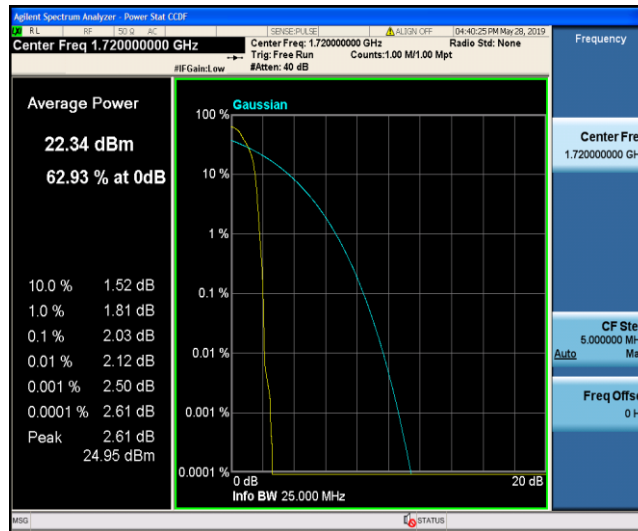 Agilent Spectrum Analyzer - Power Stat CCDF
RL RF 50 Ω AC SENSE:PULSE ALIGN OFF 04:40:25 PM May 28, 2019
Center Freq 1.720000000 GHz
Center Freq: 1.720000000 GHz Radio Std: None
Trig: Free Run Counts:1.00 M/1.00 Mpt
#IFGain:Low #Atten: 40 dB
Frequency
Average Power
22.34 dBm
62.93 % at 0dB
10.0 % 1.52 dB
1.0 % 1.81 dB
0.1 % 2.03 dB
0.01 % 2.12 dB
0.001 % 2.50 dB
0.0001 % 2.61 dB
Peak 2.61 dB
24.95 dBm
Gaussian
100 %
10 %
1 %
0.1 %
0.01 %
0.001 %
0.0001 %
0 dB 20 dB
Info BW 25.000 MHz
Center Fre
1.720000000 GH
CF Ste
5.000000 MH
Auto Ma
Freq Offse
0 H
MSG STATUS